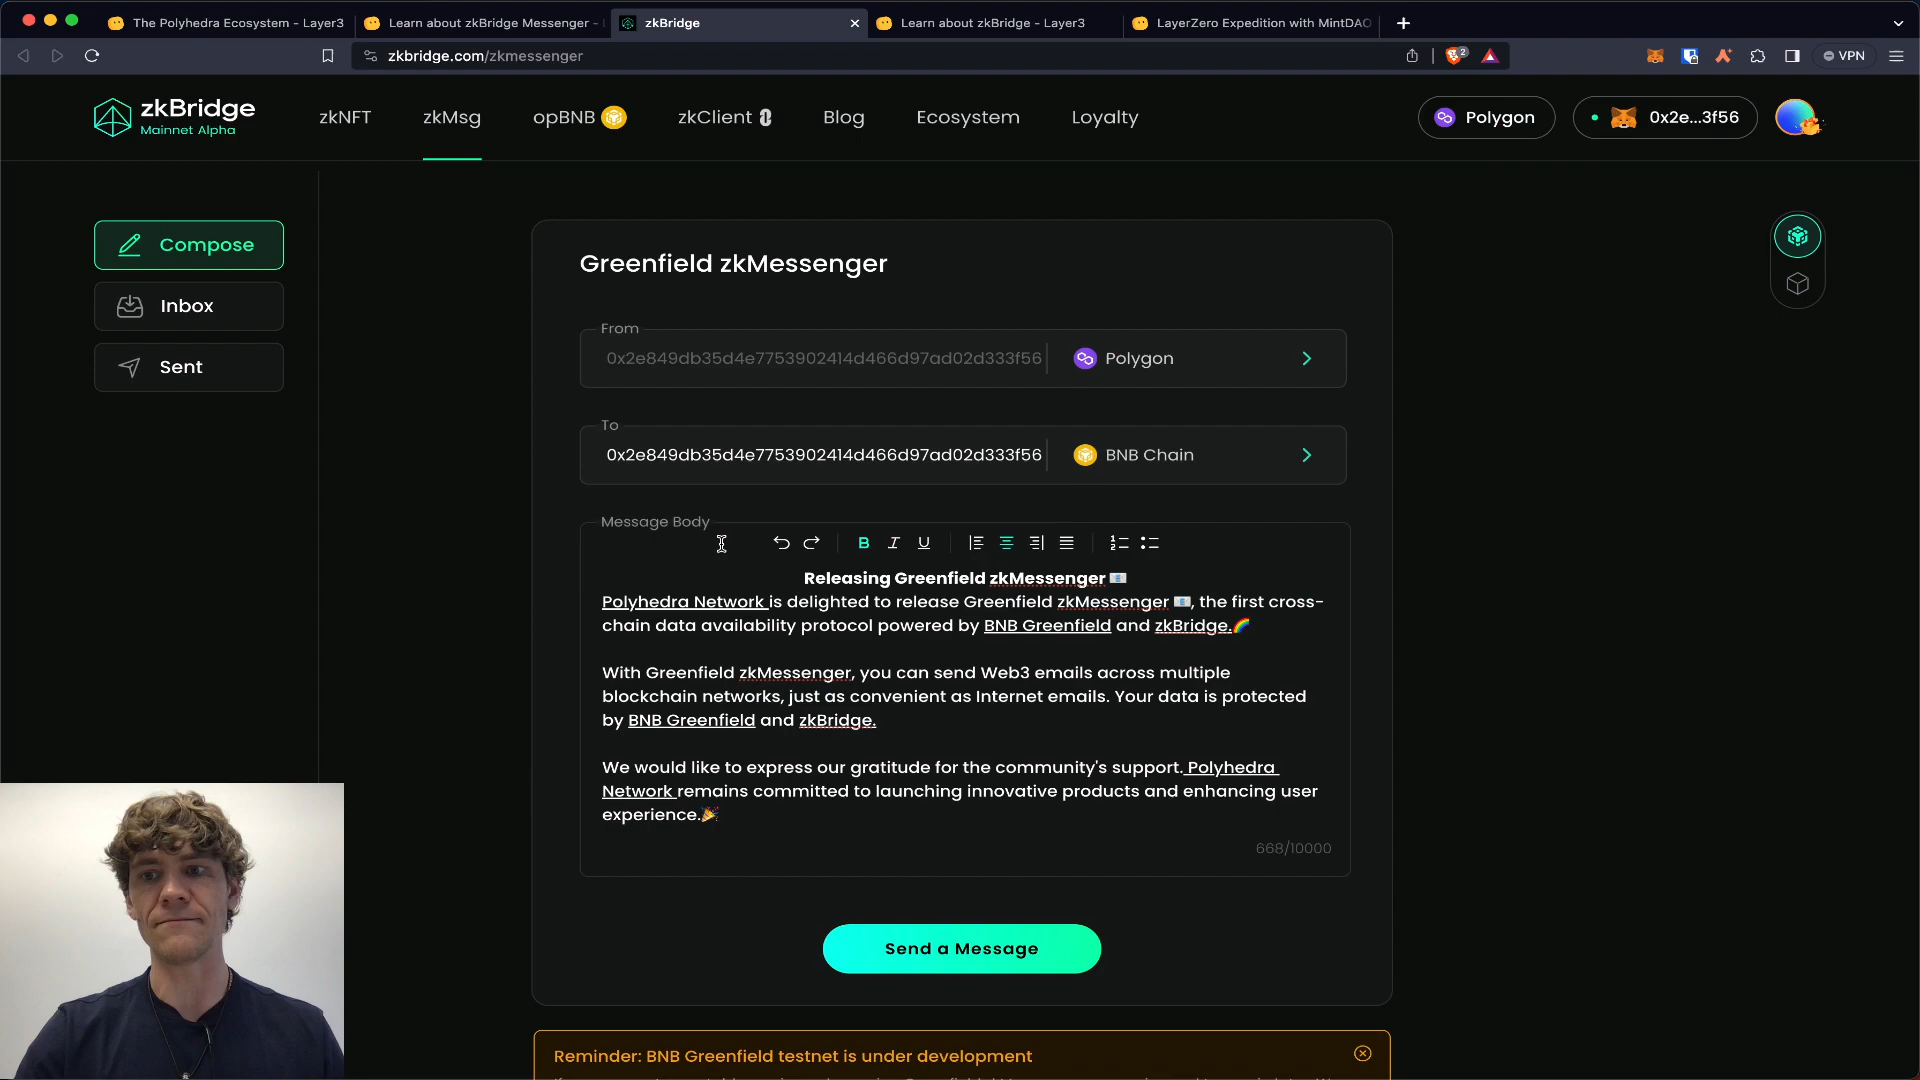 The Polyhedra Ecosystem - Layer3
Learn about zkBridge Messenger -
zkBridge
Learn about zkBridge - Layer3
LayerZero Expedition with MintDAO
zkbridge.com/zkmessenger
2
VPN
zkBridge
Mainnet Alpha
zkNFT
zkMsg
opBNB
zkClient
Blog
Ecosystem
Loyalty
Polygon
0x2e...3f56
Compose
Inbox
Sent
Greenfield zkMessenger
From
0x2e849db35d4e7753902414d466d97ad02d333f56
Polygon
To
0x2e849db35d4e7753902414d466d97ad02d333f56
BNB Chain
Message Body
B I U
Releasing Greenfield zkMessenger 📧
Polyhedra Network is delighted to release Greenfield zkMessenger 📧, the first cross-
chain data availability protocol powered by BNB Greenfield and zkBridge.🌈
With Greenfield zkMessenger, you can send Web3 emails across multiple
blockchain networks, just as convenient as Internet emails. Your data is protected
by BNB Greenfield and zkBridge.
We would like to express our gratitude for the community's support. Polyhedra
Network remains committed to launching innovative products and enhancing user
experience.🎉
668/10000
Send a Message
Reminder: BNB Greenfield testnet is under development